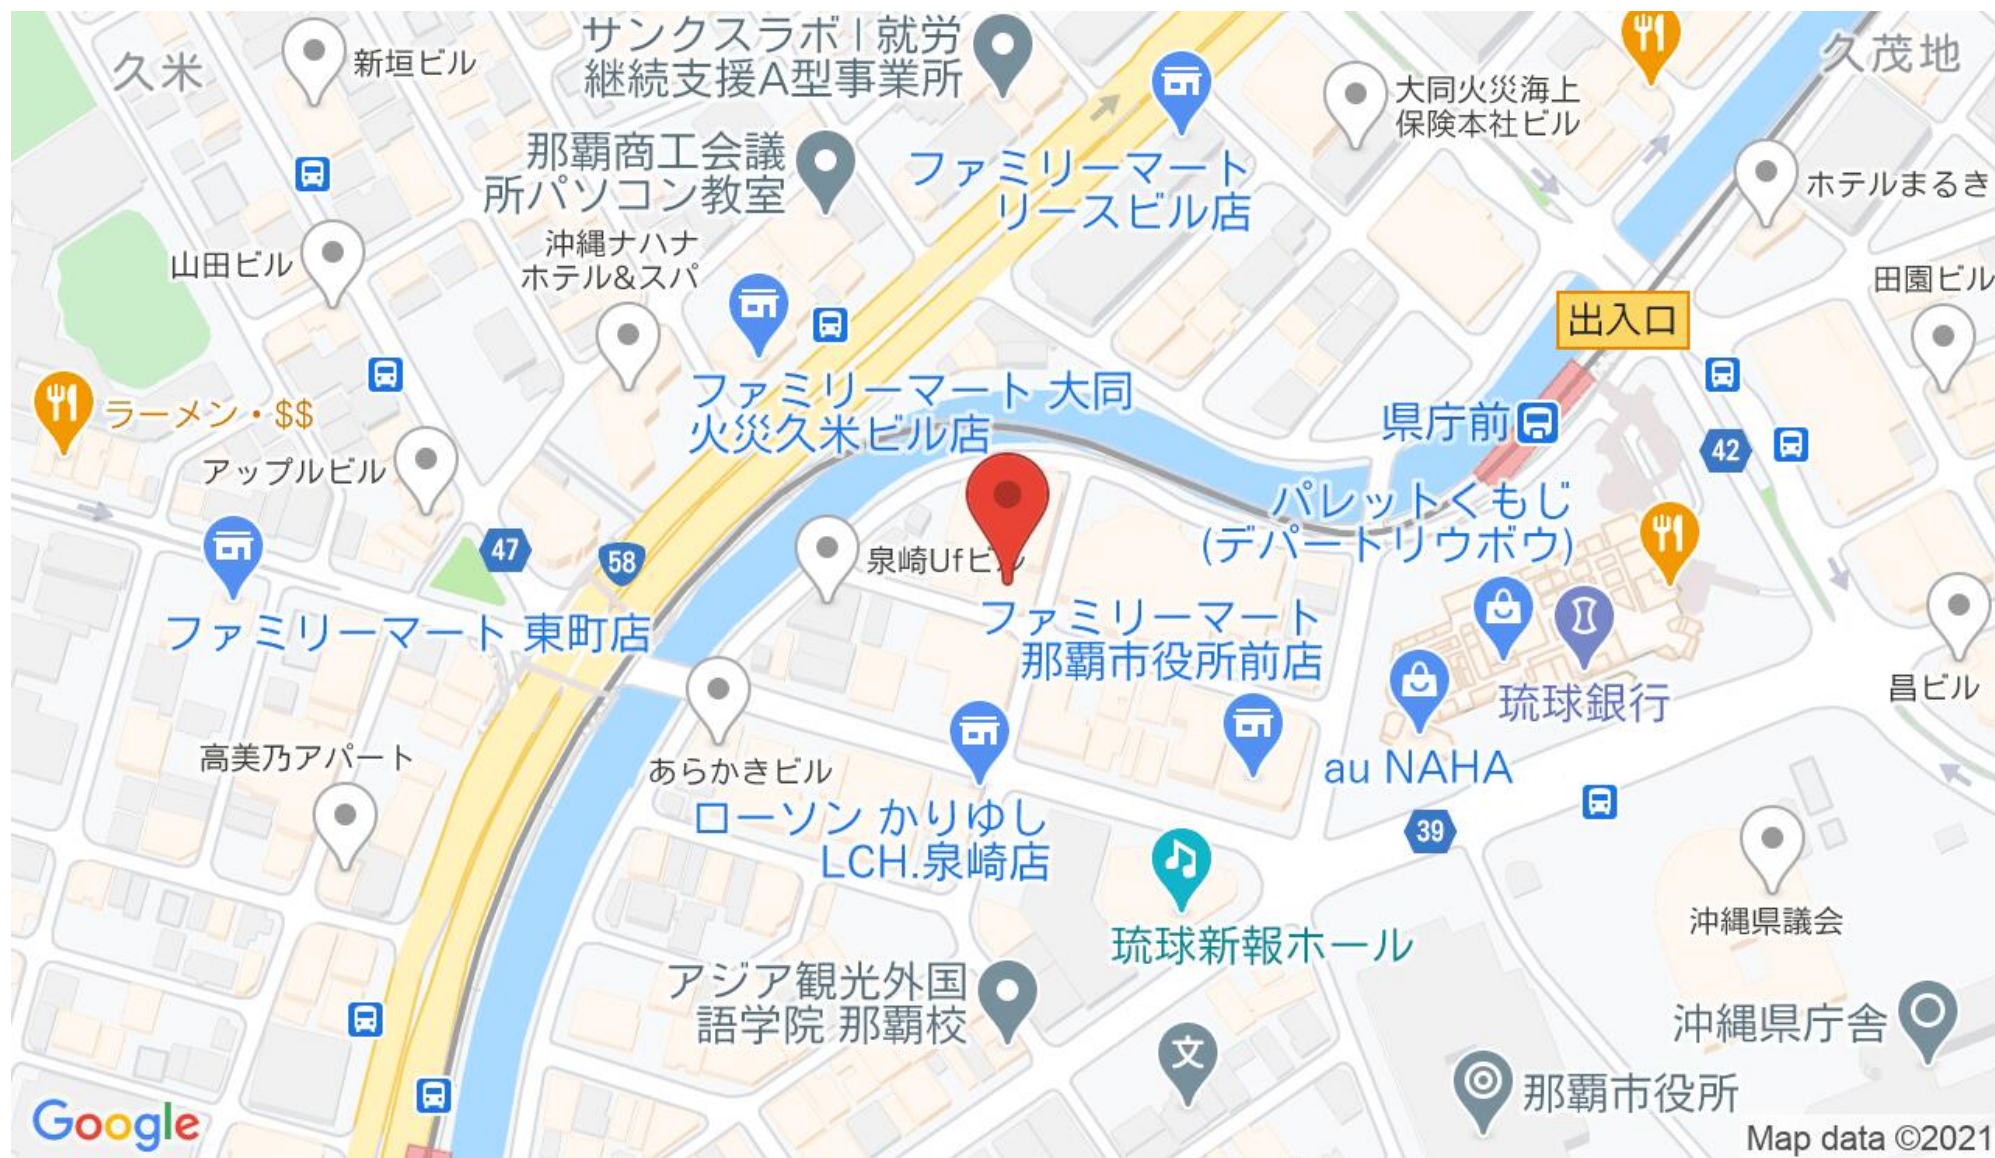 サンクスラボ | 就労
継続支援A型事業所
久米
新垣ビル
久茂地
大同火災海上
保険本社ビル
那覇商工会議
所パソコン教室
ファミリーマート
リースビル店
ホテルまるき
沖縄ナハナ
ホテル&スパ
山田ビル
田園ビル
出入口
ファミリーマート 大同
火災久米ビル店
ラーメン・$$
県庁前
アップルビル
42
パレットくもじ
(デパートリウボウ)
47
58
泉崎Ufビル
ファミリーマート 東町店
ファミリーマート
那覇市役所前店
琉球銀行
昌ビル
高美乃アパート
あらかきビル
au NAHA
ローソン かりゆし
LCH.泉崎店
39
沖縄県議会
琉球新報ホール
アジア観光外国
語学院 那覇校
沖縄県庁舎
文
那覇市役所
Google
Map data ©2021